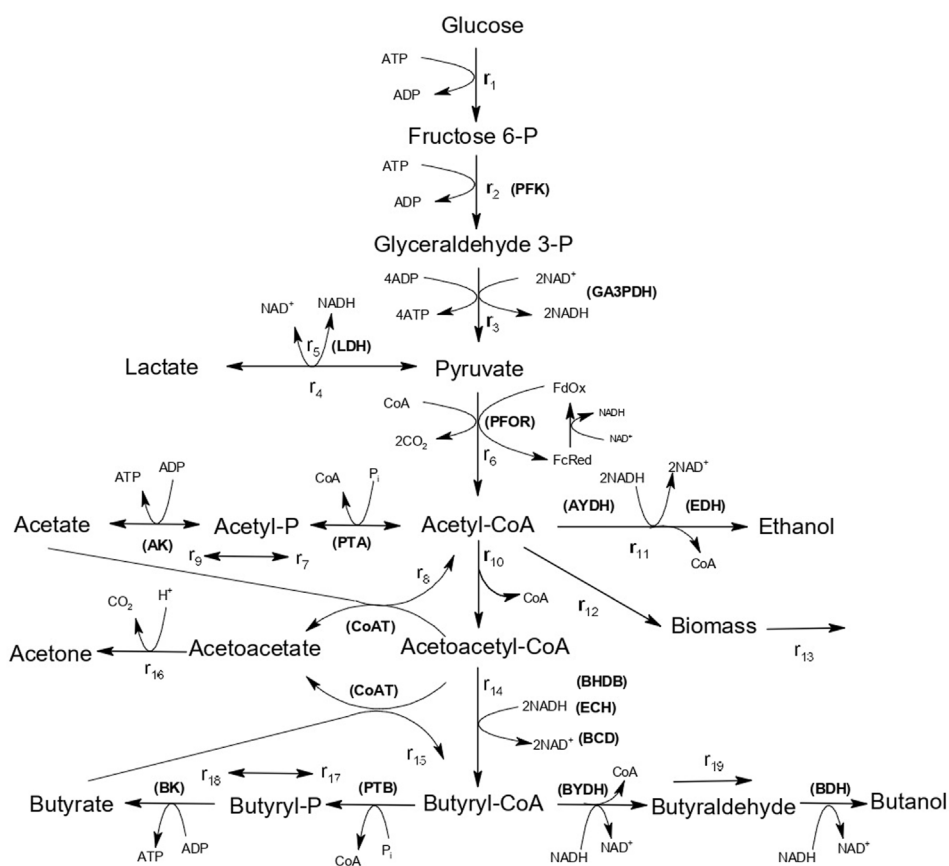 Glucose
ATP
ADP
r1
Fructose 6-P
ATP
ADP
r2 (PFK)
Glyceraldehyde 3-P
4ADP
4ATP
2NAD+
2NADH
(GA3PDH)
r3
NAD+
NADH
r5 (LDH)
Lactate
r4
Pyruvate
CoA
2CO2
(PFOR)
r6
FdOx
FcRed
NADH
NAD+
ATP
ADP
CoA
Pi
2NADH
2NAD+
(AYDH)
(EDH)
Acetate
Acetyl-P
Acetyl-CoA
Ethanol
(AK)
(PTA)
r9
r7
r8
r10
CoA
r11
CoA
r12
CO2
H+
(CoAT)
Biomass
r13
Acetone
Acetoacetate
Acetoacetyl-CoA
r16
(CoAT)
r14
(BHDB)
2NADH
(ECH)
2NAD+
(BCD)
r15
r18
r17
r19
CoA
Butyrate
(BK)
Butyryl-P
(PTB)
Butyryl-CoA
(BYDH)
Butyraldehyde
(BDH)
Butanol
ATP
ADP
CoA
Pi
NADH
NAD+
NADH
NAD+